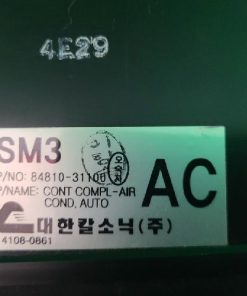 4E29
SM3
P/NO: 84810-31100
P/NAME: CONT COMPL-AIR
COND, AUTO
AC
대한칼소닉(주)
4108-0861